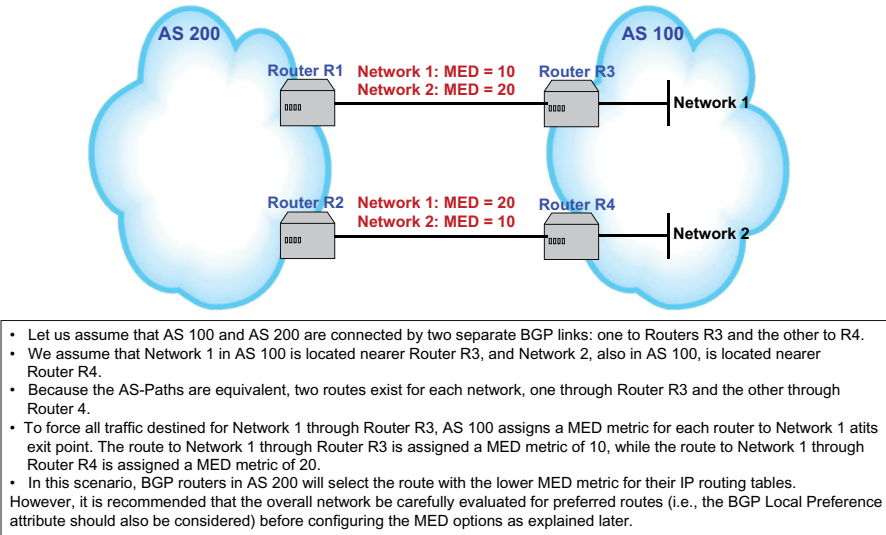 AS 200
AS 100
Router R1
Network 1: MED = 10
Network 2: MED = 20
Router R3
Network 1
Router R2
Network 1: MED = 20
Network 2: MED = 10
Router R4
Network 2
• Let us assume that AS 100 and AS 200 are connected by two separate BGP links: one to Routers R3 and the other to R4.
• We assume that Network 1 in AS 100 is located nearer Router R3, and Network 2, also in AS 100, is located nearer
Router R4.
• Because the AS-Paths are equivalent, two routes exist for each network, one through Router R3 and the other through
Router 4.
• To force all traffic destined for Network 1 through Router R3, AS 100 assigns a MED metric for each router to Network 1 atits
exit point. The route to Network 1 through Router R3 is assigned a MED metric of 10, while the route to Network 1 through
Router R4 is assigned a MED metric of 20.
• In this scenario, BGP routers in AS 200 will select the route with the lower MED metric for their IP routing tables.
However, it is recommended that the overall network be carefully evaluated for preferred routes (i.e., the BGP Local Preference
attribute should also be considered) before configuring the MED options as explained later.